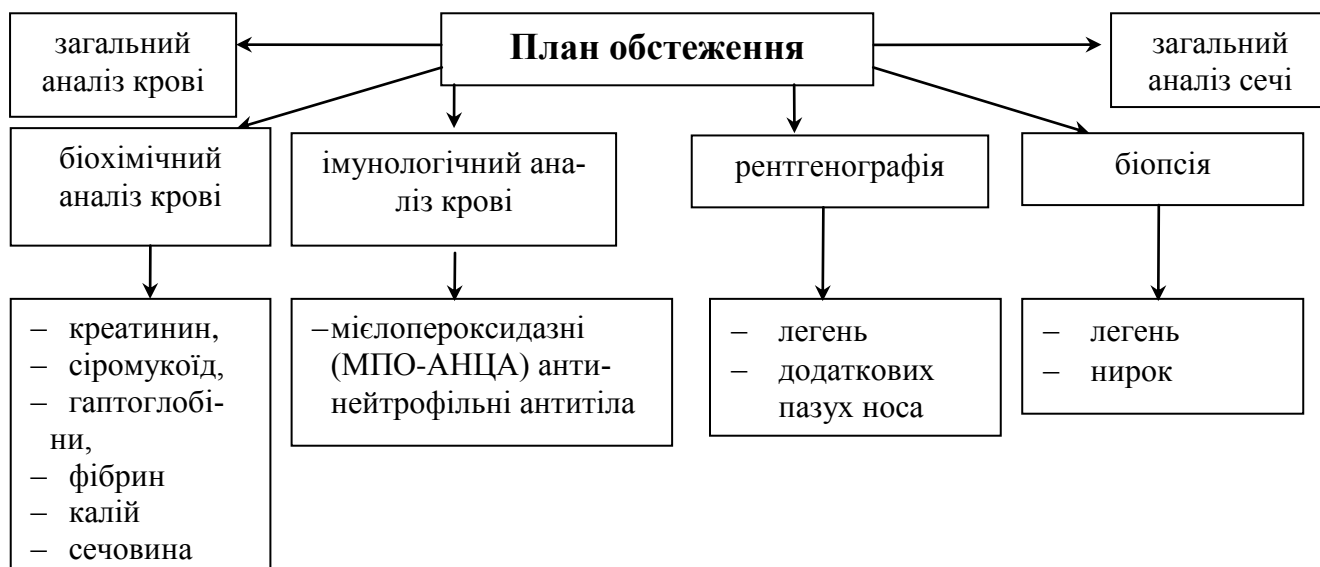 План обстеження
загальний
аналіз крові
загальний
аналіз сечі
біохімічний
аналіз крові
імунологічний ана-
ліз крові
рентгенографія
біопсія
– креатинин,
– сіромукоїд,
– гаптоглобі-
ни,
– фібрин
– калій
– сечовина
–мієлопероксидазні
(МПО-АНЦА) анти-
нейтрофільні антитіла
– легень
– додаткових
пазух носа
– легень
– нирок